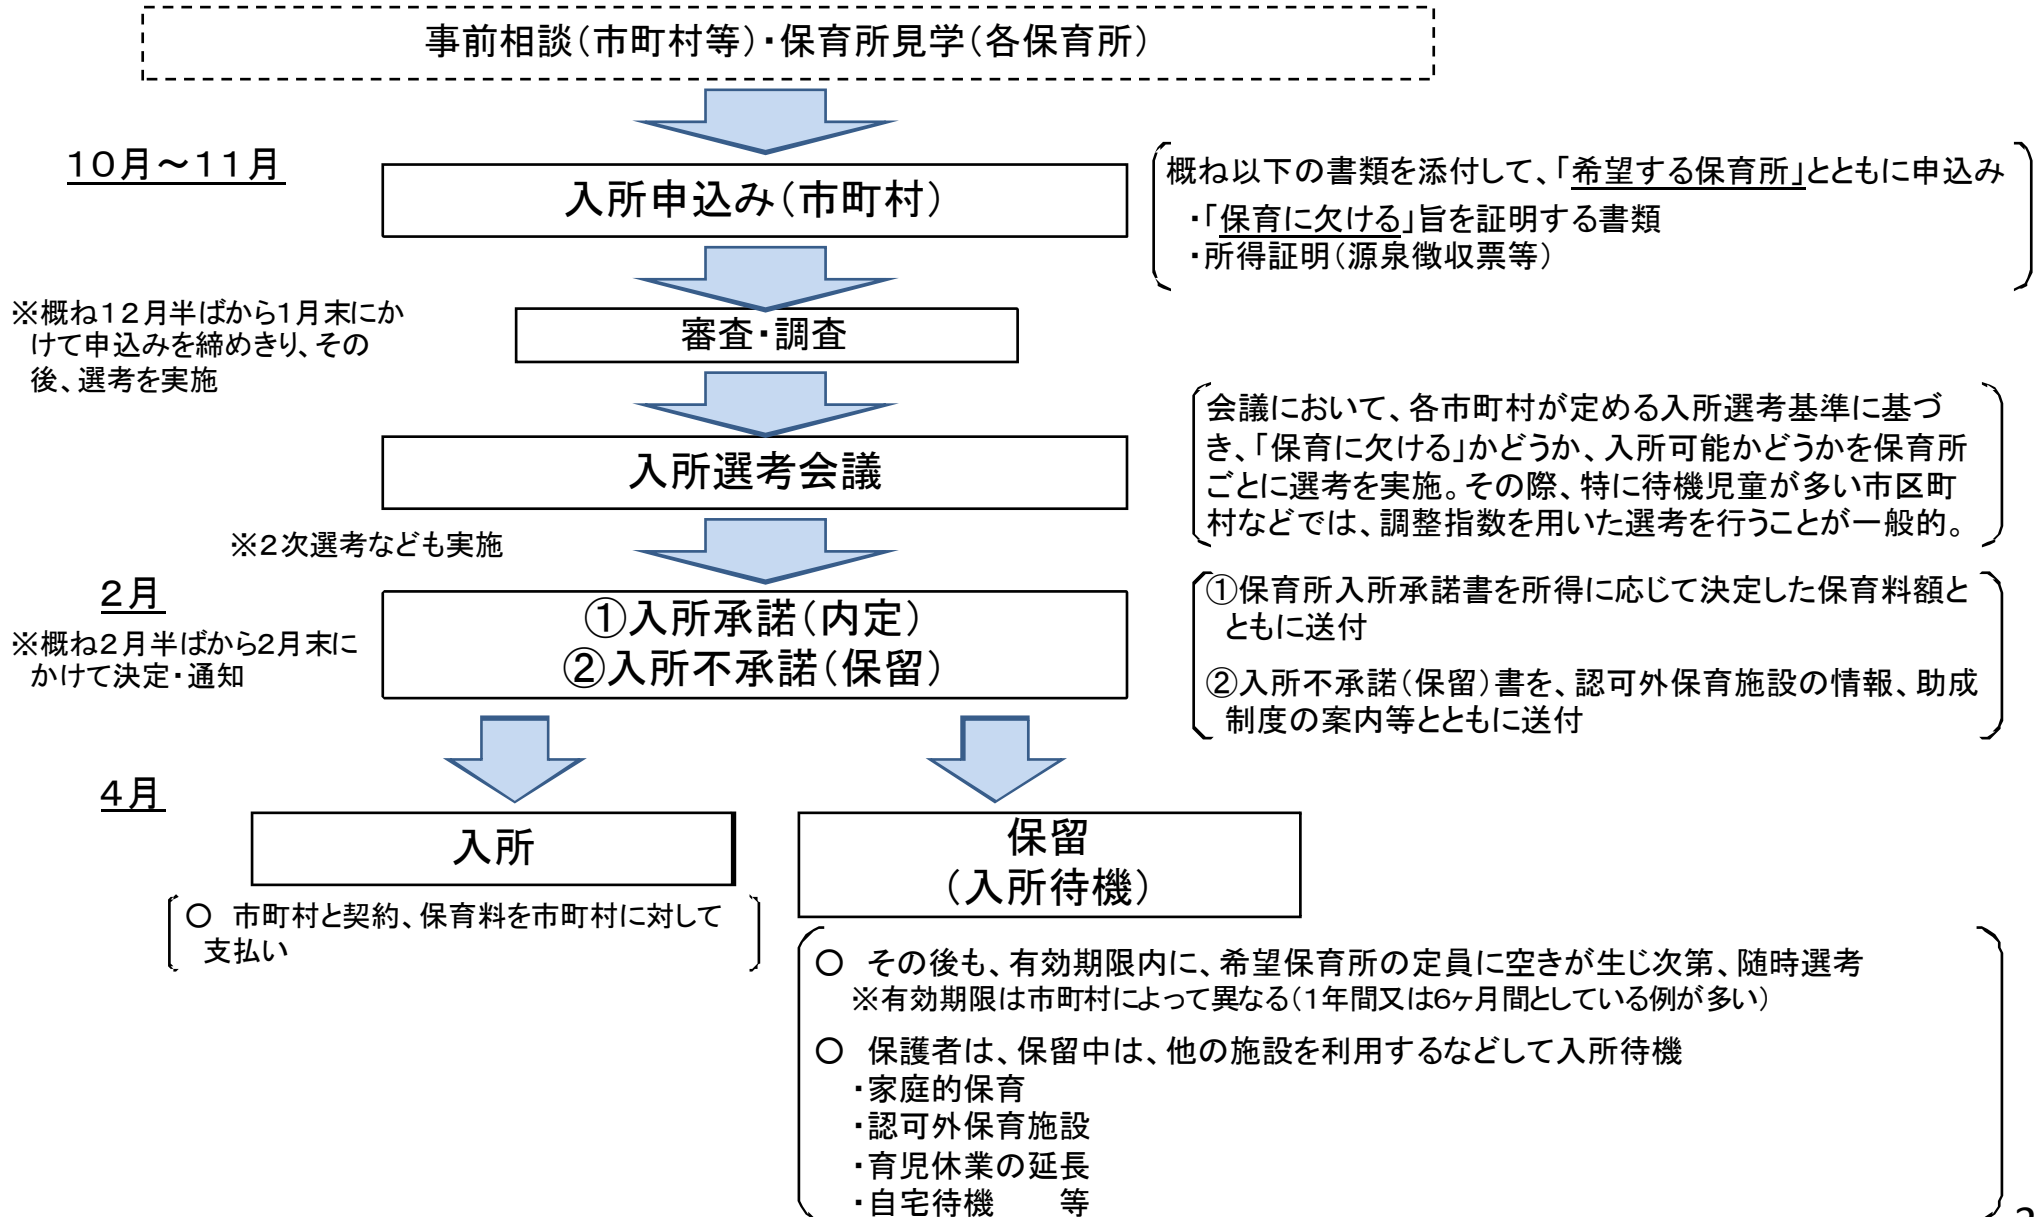 事前相談(市町村等)・保育所見学(各保育所)
10月~11月
入所申込み(市町村)
概ね以下の書類を添付して、「希望する保育所」とともに申込み
・「保育に欠ける」旨を証明する書類
・所得証明(源泉徴収票等)
※概ね12月半ばから1月末にか
けて申込みを締めきり、その
後、選考を実施
審査・調査
入所選考会議
会議において、各市町村が定める入所選考基準に基づ
き、「保育に欠ける」かどうか、入所可能かどうかを保育所
ごとに選考を実施。その際、特に待機児童が多い市区町
村などでは、調整指数を用いた選考を行うことが一般的。
※2次選考なども実施
2月
※概ね2月半ばから2月末に
かけて決定・通知
①入所承諾(内定)
②入所不承諾(保留)
①保育所入所承諾書を所得に応じて決定した保育料額と
ともに送付
②入所不承諾(保留)書を、認可外保育施設の情報、助成
制度の案内等とともに送付
4月
入所
○ 市町村と契約、保育料を市町村に対して
支払い
保留
(入所待機)
○ その後も、有効期限内に、希望保育所の定員に空きが生じ次第、随時選考
※有効期限は市町村によって異なる(1年間又は6ヶ月間としている例が多い)
○ 保護者は、保留中は、他の施設を利用するなどして入所待機
・家庭的保育
・認可外保育施設
・育児休業の延長
・自宅待機 等